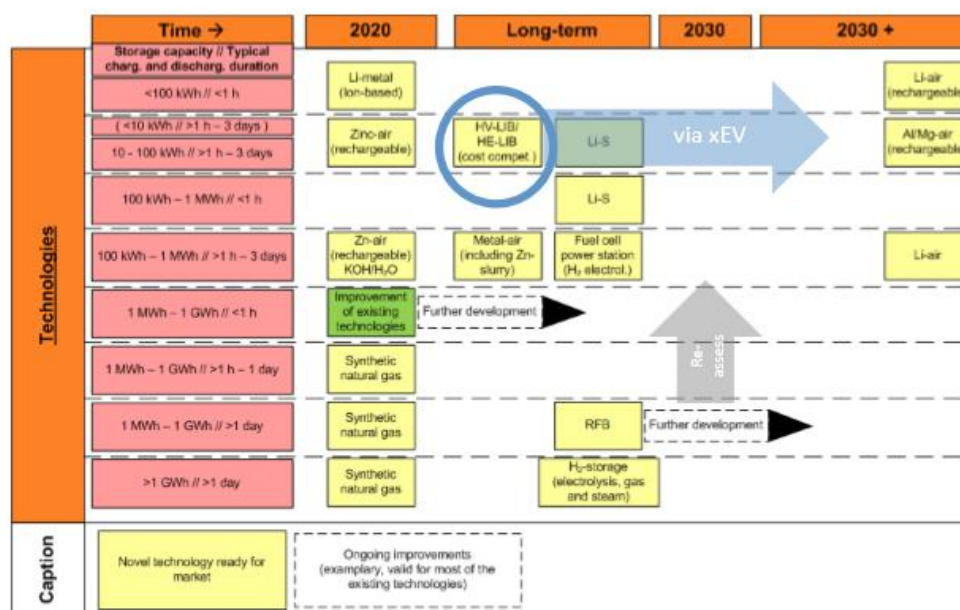 Time → 2020 Long-term 2030 2030 +
Technologies
Storage capacity // Typical
charg. and discharg. duration
<100 kWh // <1 h
Li-metal
(Ion-based)
Li-air
(rechargeable)
( <10 kWh // >1 h – 3 days )
10 - 100 kWh // >1 h – 3 days
Zinc-air
(rechargeable)
HV-LIB/
HE-LIB
(cost compet.)
Li-S
via xEV
Al/Mg-air
(rechargeable)
100 kWh – 1 MWh // <1 h
Li-S
100 kWh – 1 MWh // >1 h – 3 days
Zn-air
(rechargeable)
KOH/H₂O
Metal-air
(including Zn-
slurry)
Fuel cell
power station
(H₂ electrol.)
Li-air
1 MWh – 1 GWh // <1 h
Improvement
of existing
technologies
Further development
Re-
assess
1 MWh – 1 GWh // >1 h – 1 day
Synthetic
natural gas
1 MWh – 1 GWh // >1 day
Synthetic
natural gas
RFB
Further development
>1 GWh // >1 day
Synthetic
natural gas
H₂-storage
(electrolysis, gas
and steam)
Caption
Novel technology ready for
market
Ongoing improvements
(examplary, valid for most of the
existing technologies)